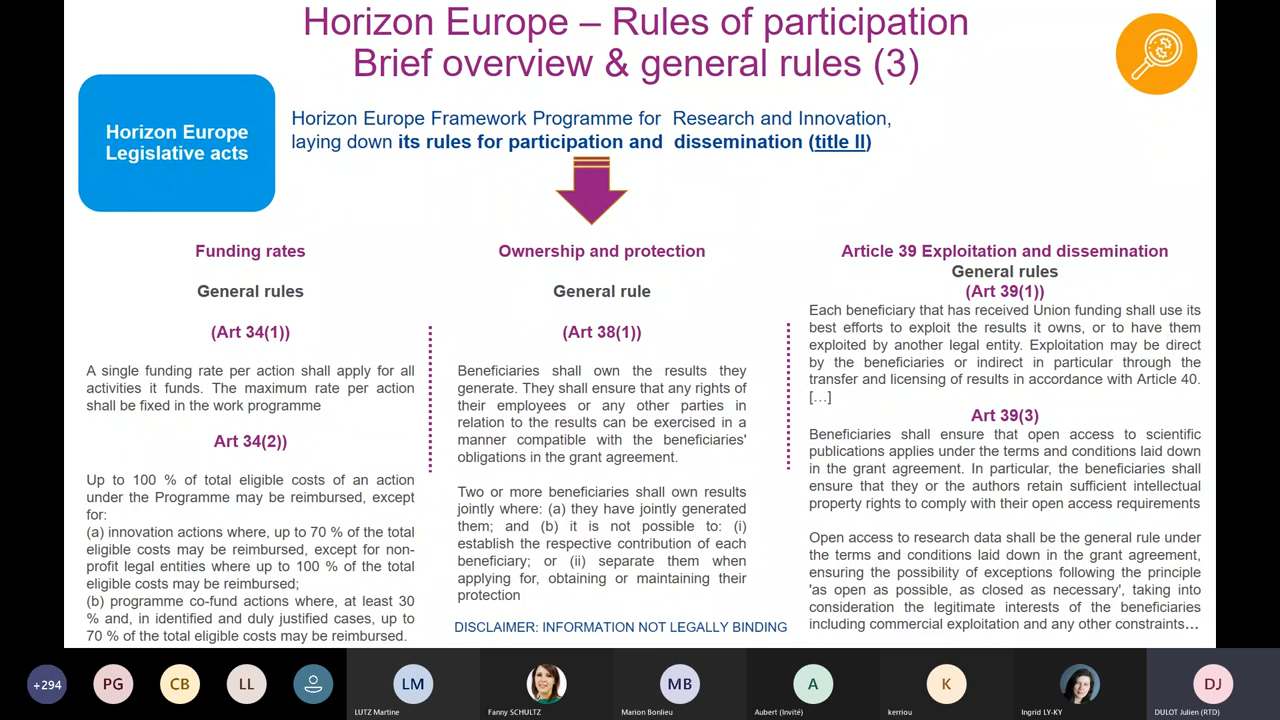 Horizon Europe – Rules of participation
Brief overview & general rules (3)
Horizon Europe
Legislative acts
Horizon Europe Framework Programme for Research and Innovation,
laying down its rules for participation and dissemination (title II)
Funding rates
General rules
(Art 34(1))
A single funding rate per action shall apply for all
activities it funds. The maximum rate per action
shall be fixed in the work programme
Art 34(2))
Up to 100 % of total eligible costs of an action
under the Programme may be reimbursed, except
for:
(a) innovation actions where, up to 70 % of the total
eligible costs may be reimbursed, except for non-
profit legal entities where up to 100 % of the total
eligible costs may be reimbursed;
(b) programme co-fund actions where, at least 30
% and, in identified and duly justified cases, up to
70 % of the total eligible costs may be reimbursed.
Ownership and protection
General rule
(Art 38(1))
Beneficiaries shall own the results they
generate. They shall ensure that any rights of
their employees or any other parties in
relation to the results can be exercised in a
manner compatible with the beneficiaries'
obligations in the grant agreement.
Two or more beneficiaries shall own results
jointly where: (a) they have jointly generated
them; and (b) it is not possible to: (i)
establish the respective contribution of each
beneficiary; or (ii) separate them when
applying for, obtaining or maintaining their
protection
DISCLAIMER: INFORMATION NOT LEGALLY BINDING
Article 39 Exploitation and dissemination
General rules
(Art 39(1))
Each beneficiary that has received Union funding shall use its
best efforts to exploit the results it owns, or to have them
exploited by another legal entity. Exploitation may be direct
by the beneficiaries or indirect in particular through the
transfer and licensing of results in accordance with Article 40.
[…]
Art 39(3)
Beneficiaries shall ensure that open access to scientific
publications applies under the terms and conditions laid down
in the grant agreement. In particular, the beneficiaries shall
ensure that they or the authors retain sufficient intellectual
property rights to comply with their open access requirements
Open access to research data shall be the general rule under
the terms and conditions laid down in the grant agreement,
ensuring the possibility of exceptions following the principle
'as open as possible, as closed as necessary', taking into
consideration the legitimate interests of the beneficiaries
including commercial exploitation and any other constraints…
+294
PG
CB
LL
LM
MB
A
K
DJ
LUTZ Martine
Fanny SCHULTZ
Marion Bonlieu
Aubert (Invité)
kerriou
Ingrid LY-KY
DULOT Julien (RTD)